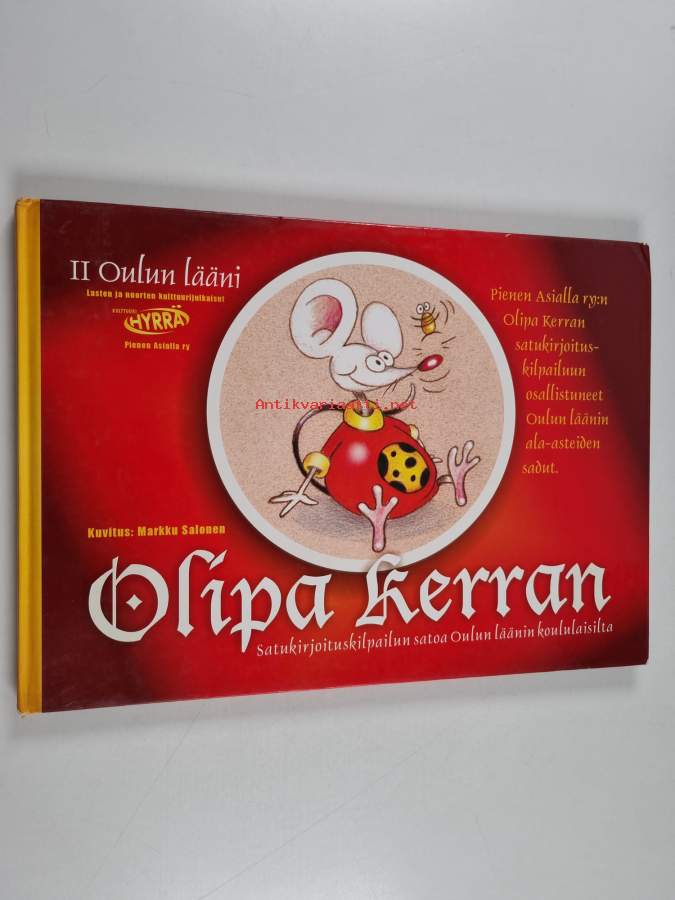 II Oulun lääni
Lasten ja nuorten kulttuurijulkaisut
KULTTUURI
HYRRÄ
Pienen Asialla ry
Pienen Asialla ry:n
Olipa Kerran
satukirjoitus-
kilpailuun
osallistuneet
Oulun läänin
ala-asteiden
sadut.
Antikvariaatti.net
Kuvitus: Markku Salonen
Olipa kerran
Satukirjoituskilpailun satoa Oulun läänin koululaisilta